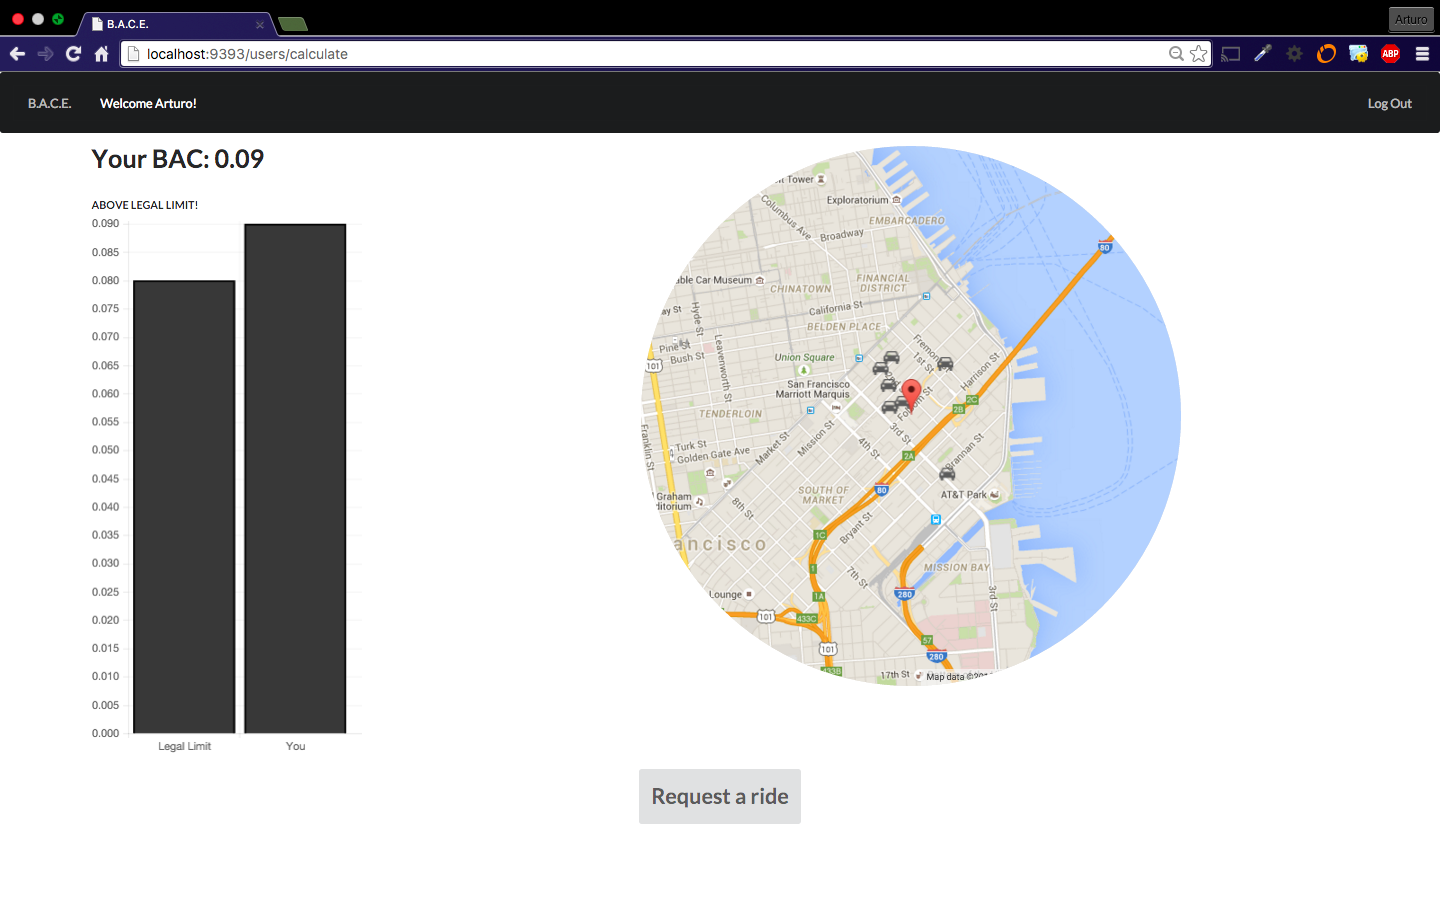 B.A.C.E.
Arturo
localhost:9393/users/calculate
ABP
B.A.C.E.
Welcome Arturo!
Log Out
Your BAC: 0.09
ABOVE LEGAL LIMIT!
0.090
0.085
0.080
0.075
0.070
0.065
0.060
0.055
0.050
0.045
0.040
0.035
0.030
0.025
0.020
0.015
0.010
0.005
0.000
Legal Limit
You
Tower
Exploratorium
Columbus Ave
EMBARCADERO
Broadway
80
able Car Museum
FINANCIAL
DISTRICT
CHINATOWN
California St
ay St
Hyde St
BELDEN PLACE
Pine St
Bush St
Leavenworth St
Fremon
1st St
Union Square
101
Harrison St
San Francisco
Marriott Marquis
TENDERLOIN
Folsom St
2C
2B
Franklin St
Market St
Mission St
3rd St
4th St
Brannan St
Turk St
Golden Gate Ave
2A
SOUTH OF
MARKET
80
AT&T Park
Graham
ditorium
8th St
Bryant St
1C
ancisco
1
7th St
MISSION BAY
Lounge
1A
280
3rd St
101
433C
57
101
280
433B
17th St
Map data ©20
Request a ride